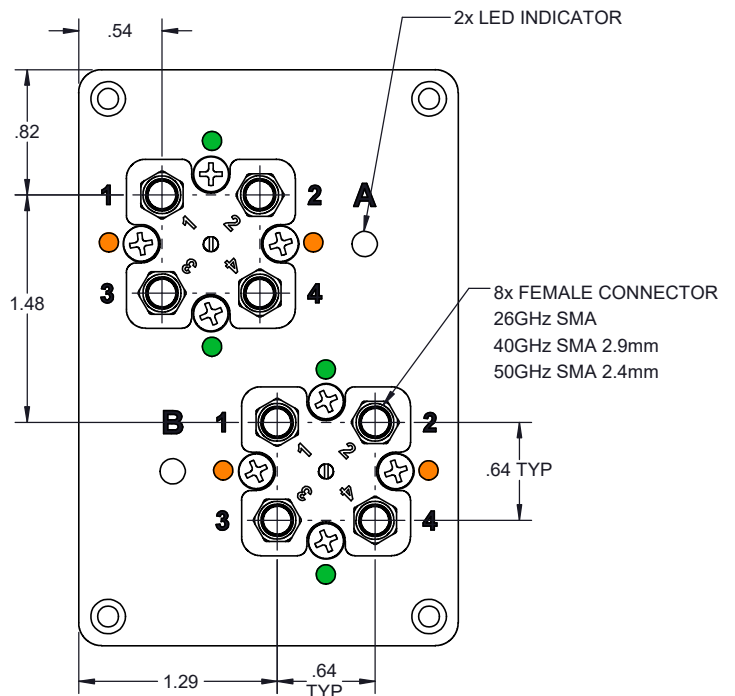 .54
2x LED INDICATOR
.82
1
2
A
1
2
3
4
3
4
1.48
8x FEMALE CONNECTOR
26GHz SMA
40GHz SMA 2.9mm
50GHz SMA 2.4mm
B
1
2
1
2
.64 TYP
3
4
3
4
1.29
.64
TYP